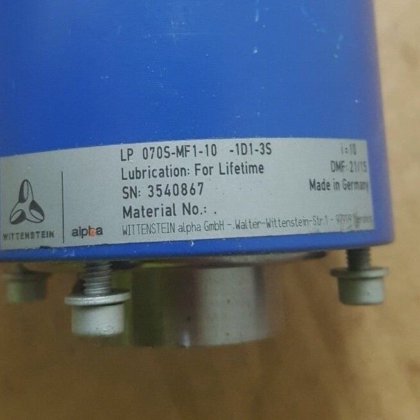 LP 070S-MF1-10 -1D1-3S i=10
Lubrication: For Lifetime DMF: 21/15
SN: 3540867 Made in Germany
Material No.: .
WITTENSTEIN alpha GmbH - Walter-Wittenstein-Str.1 -
WITTENSTEIN
alpha